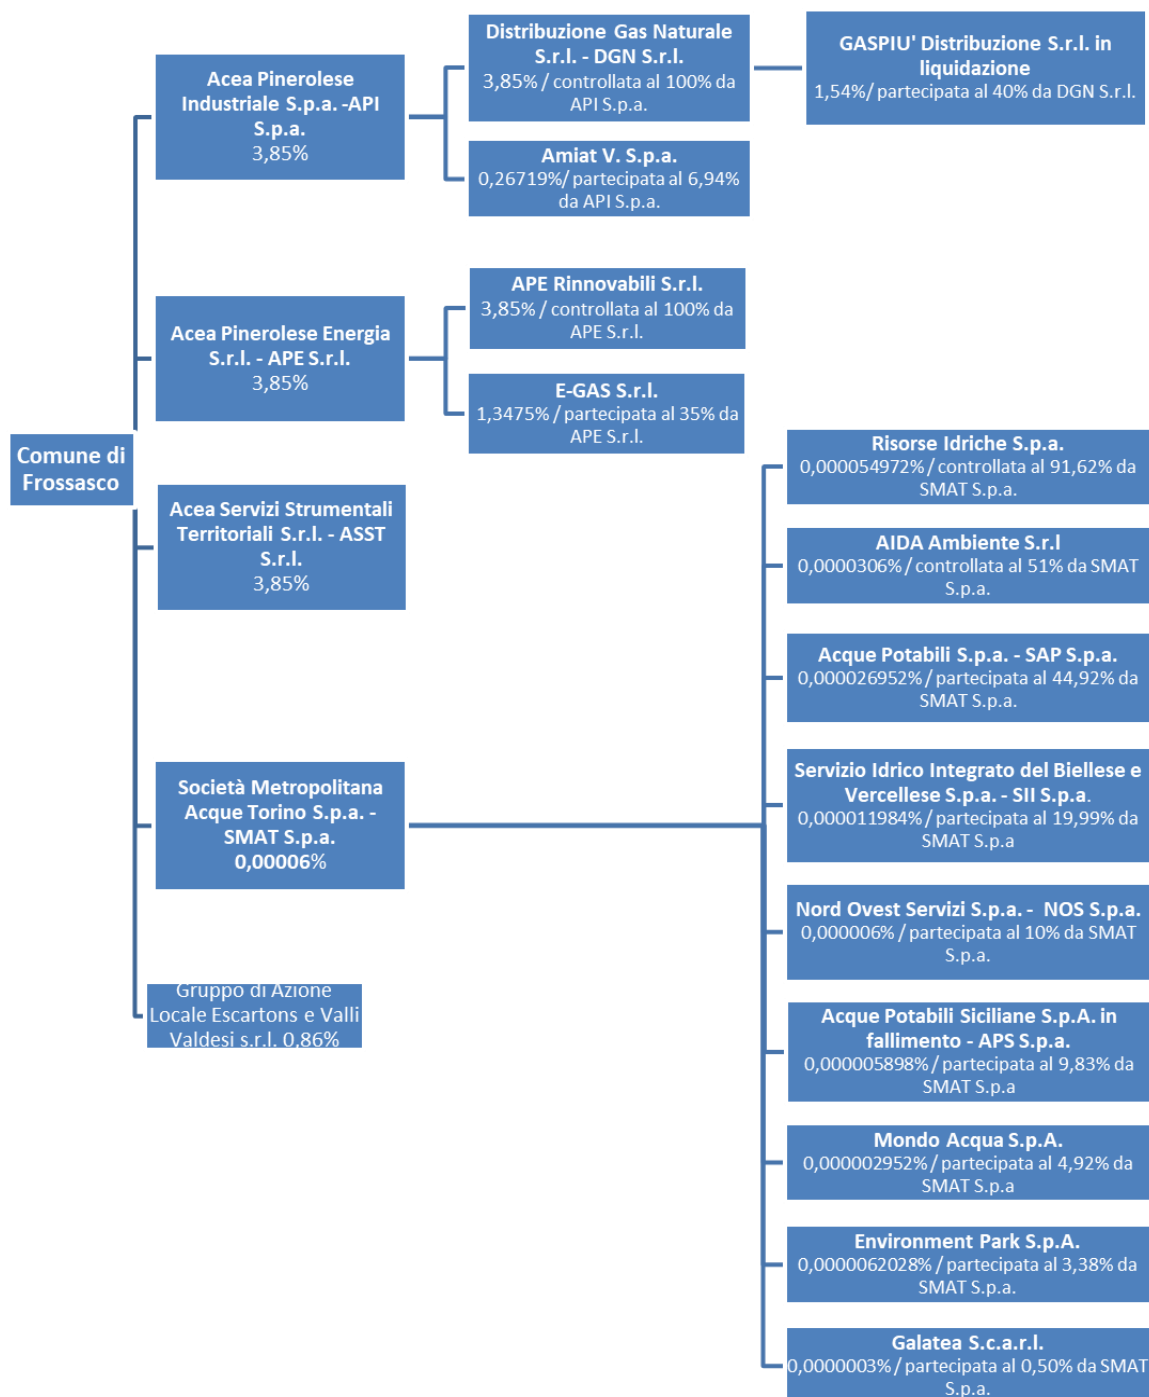 Comune di
Frossasco
Acea Pinerolese
Industriale S.p.a. -API
S.p.a.
3,85%
Distribuzione Gas Naturale
S.r.l. - DGN S.r.l.
3,85% / controllata al 100% da
API S.p.a.
GASPIU' Distribuzione S.r.l. in
liquidazione
1,54%/ partecipata al 40% da DGN S.r.l.
Amiat V. S.p.a.
0,26719%/ partecipata al 6,94%
da API S.p.a.
Acea Pinerolese Energia
S.r.l. - APE S.r.l.
3,85%
APE Rinnovabili S.r.l.
3,85% / controllata al 100% da
APE S.r.l.
E-GAS S.r.l.
1,3475% / partecipata al 35% da
APE S.r.l.
Acea Servizi Strumentali
Territoriali S.r.l. - ASST
S.r.l.
3,85%
Società Metropolitana
Acque Torino S.p.a. -
SMAT S.p.a.
0,00006%
Risorse Idriche S.p.a.
0,000054972% / controllata al 91,62% da
SMAT S.p.a.
AIDA Ambiente S.r.l
0,0000306% / controllata al 51% da SMAT
S.p.a.
Acque Potabili S.p.a. - SAP S.p.a.
0,000026952% / partecipata al 44,92% da
SMAT S.p.a.
Servizio Idrico Integrato del Biellese e
Vercellese S.p.a. - SII S.p.a.
0,000011984% / partecipata al 19,99% da
SMAT S.p.a
Nord Ovest Servizi S.p.a. - NOS S.p.a.
0,000006% / partecipata al 10% da SMAT
S.p.a.
Acque Potabili Siciliane S.p.A. in
fallimento - APS S.p.a.
0,000005898% / partecipata al 9,83% da
SMAT S.p.a
Mondo Acqua S.p.A.
0,000002952% / partecipata al 4,92% da
SMAT S.p.a
Environment Park S.p.A.
0,0000062028% / partecipata al 3,38% da
SMAT S.p.a.
Galatea S.c.a.r.l.
0,0000003% / partecipata al 0,50% da SMAT
S.p.a.
Gruppo di Azione
Locale Escartons e Valli
Valdesi s.r.l. 0,86%